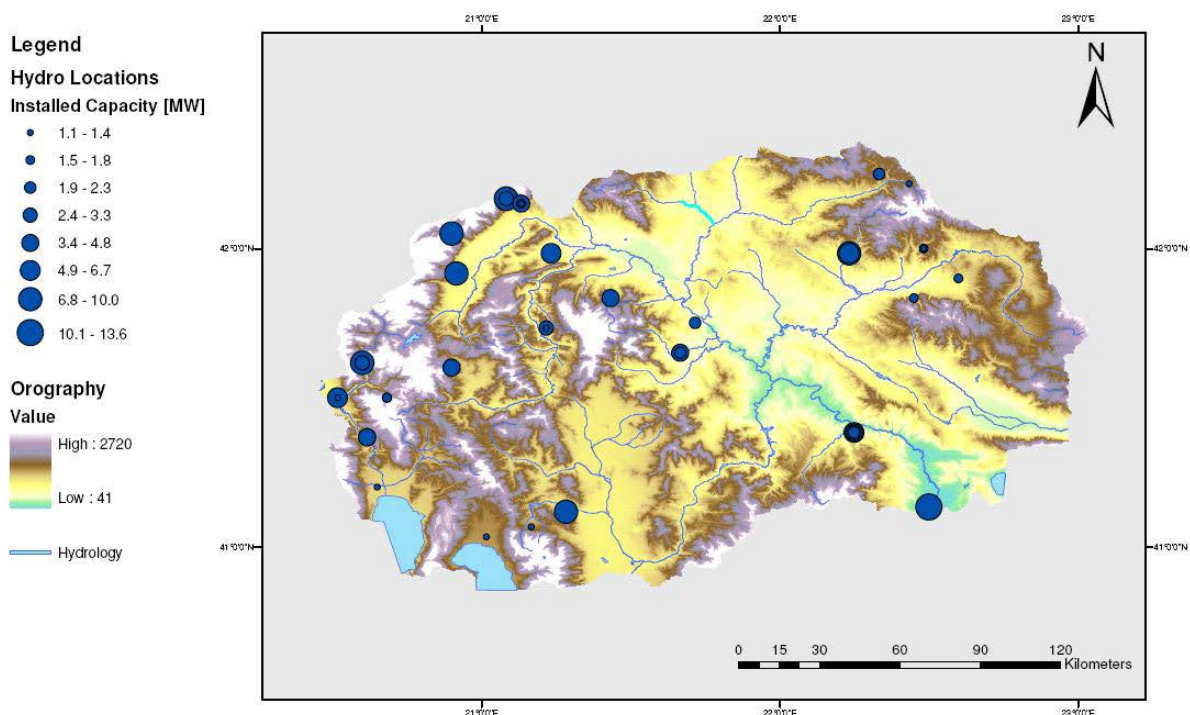 21°0'0"E 22°0'0"E 23°0'0"E
Legend
Hydro Locations
Installed Capacity [MW]
1.1 - 1.4
1.5 - 1.8
1.9 - 2.3
2.4 - 3.3
3.4 - 4.8
4.9 - 6.7
6.8 - 10.0
10.1 - 13.6
Orography
Value
High : 2720
Low : 41
Hydrology
N
42°0'0"N 42°0'0"N
41°0'0"N 41°0'0"N
0 15 30 60 90 120
Kilometers
21°0'0"E 22°0'0"E 23°0'0"E